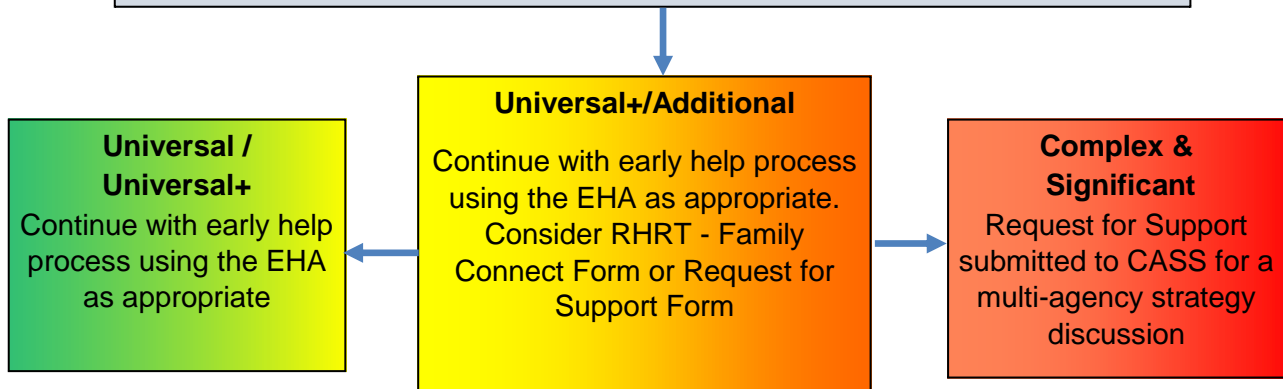 Universal /
Universal+
Continue with early help
process using the EHA
as appropriate
Universal+/Additional
Continue with early help process
using the EHA as appropriate.
Consider RHRT - Family
Connect Form or Request for
Support Form
Complex &
Significant
Request for Support
submitted to CASS for a
multi-agency strategy
discussion